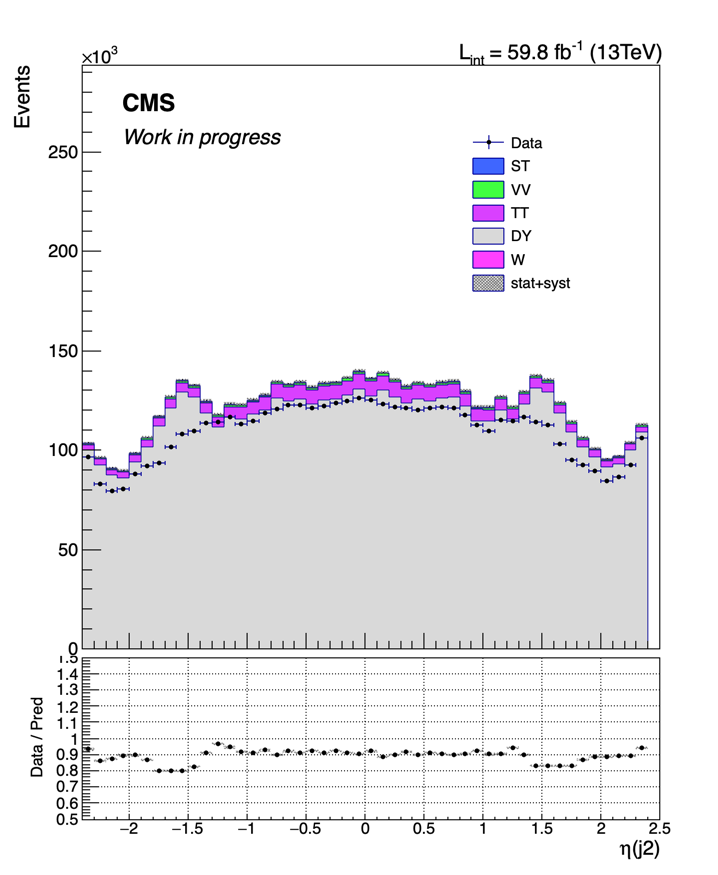 ×10³
L_int = 59.8 fb⁻¹ (13TeV)
Events
CMS
Work in progress
Data
ST
VV
TT
DY
W
stat+syst
250
200
150
100
50
0
Data / Pred
1.5
1.4
1.3
1.2
1.1
1
0.9
0.8
0.7
0.6
0.5
−2 −1.5 −1 −0.5 0 0.5 1 1.5 2 2.5
η(j2)